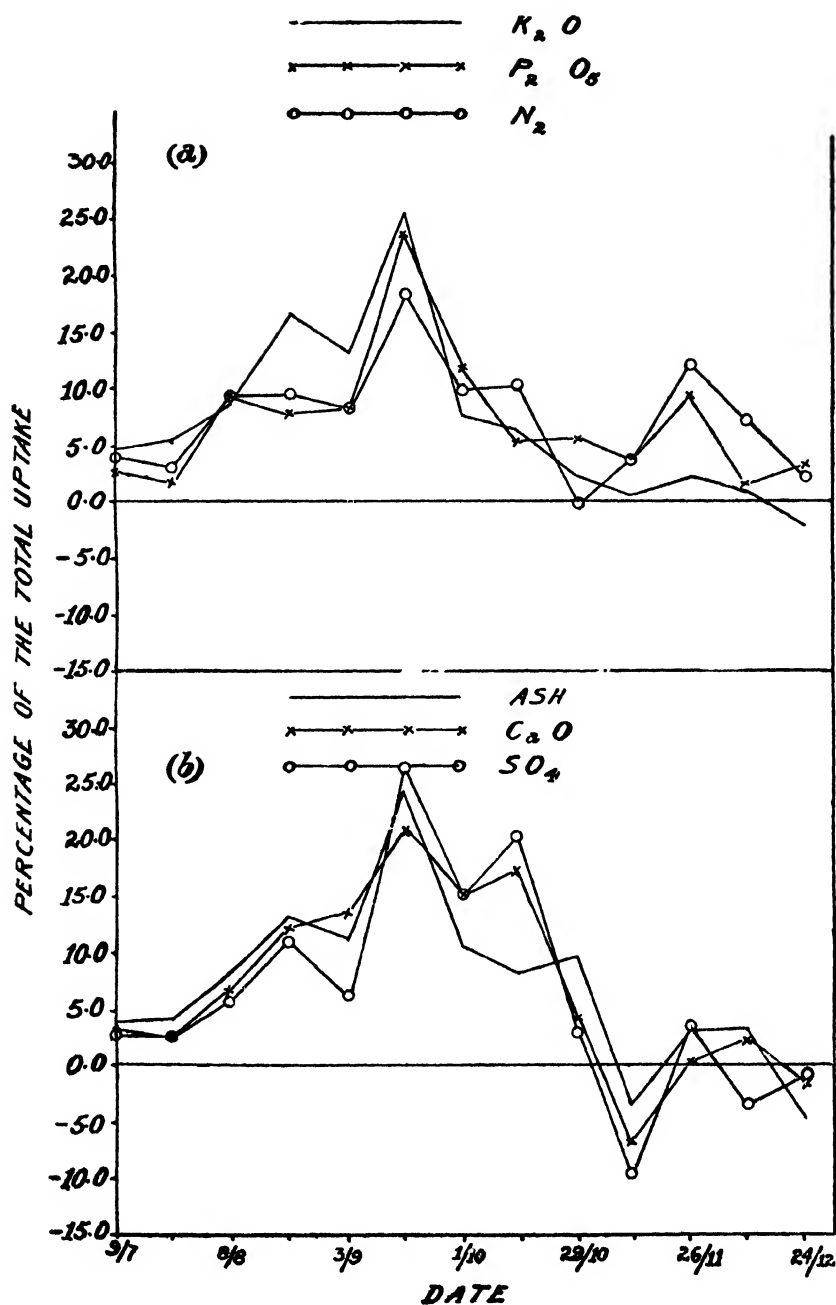 K₂ O
P₂ O₅
N₂
(a)
30.0
25.0
20.0
15.0
10.0
5.0
0.0
-5.0
-10.0
-15.0
PERCENTAGE OF THE TOTAL UPTAKE
ASH
CaO
SO₄
(b)
30.0
25.0
20.0
15.0
10.0
5.0
0.0
-5.0
-10.0
-15.0
9/7 8/8 3/9 1/10 29/10 26/11 24/12
DATE